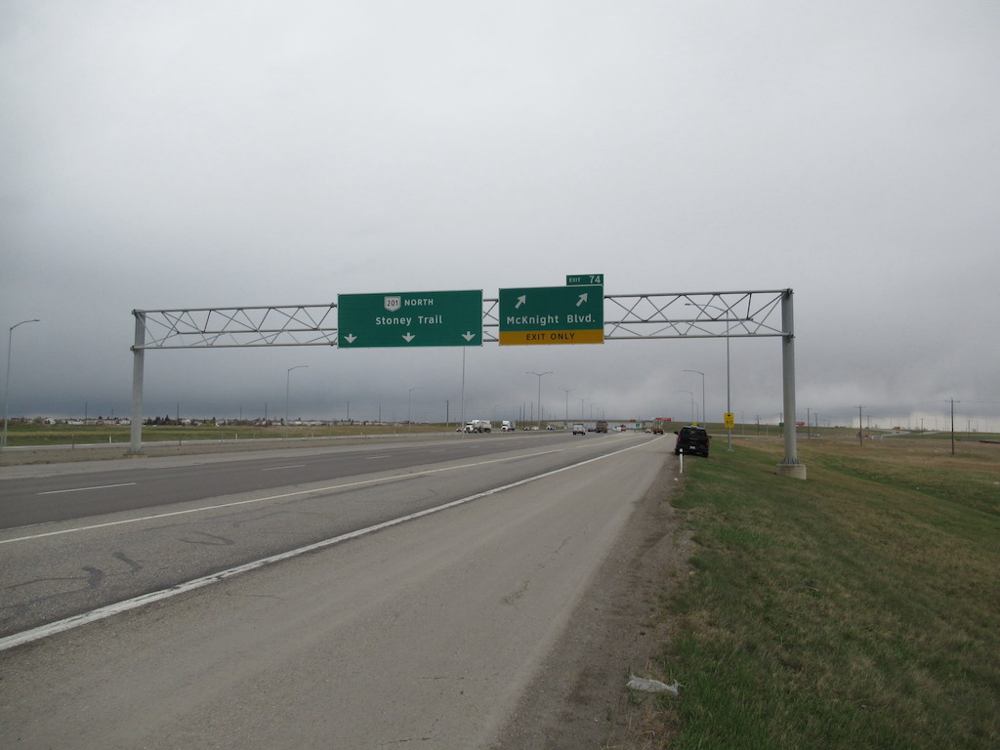 201 NORTH
Stoney Trail
EXIT 74
McKnight Blvd.
EXIT ONLY